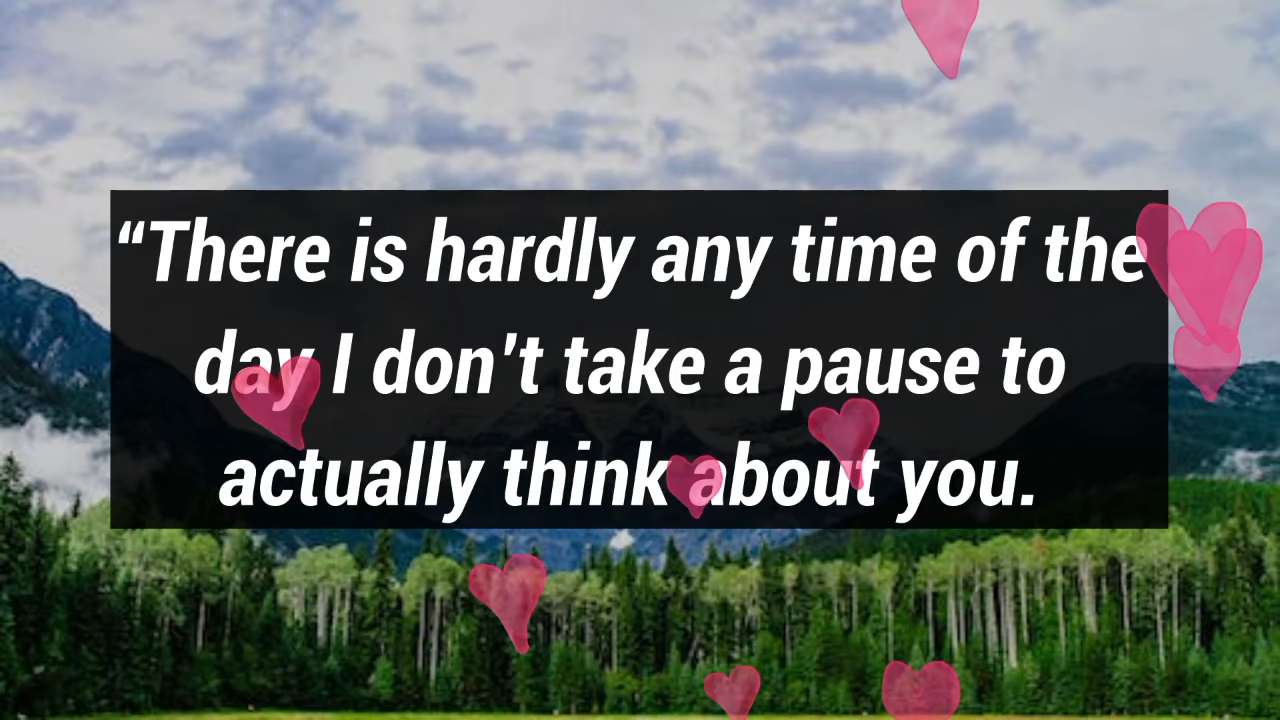 “There is hardly any time of the
day I don't take a pause to
actually think about you.